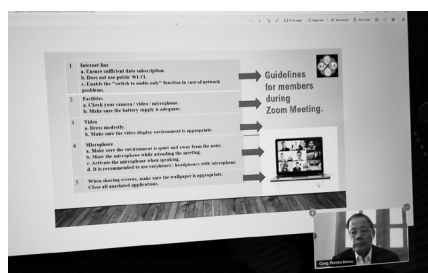 1 Internet line
a. Ensure sufficient data subscription.
b. Does not use public Wi-Fi.
c. Enable the "switch to audio only" function in case of network
problems.
2 Facilities
a. Check your camera / video / microphone.
b. Make sure the battery supply is adequate.
3 Video
a. Dress modestly.
b. Make sure the video display environment is appropriate.
4 Microphone
a. Make sure the environment is quiet and away from the noise.
b. Mute the microphone while attending the meeting.
c. Activate the microphone when speaking.
d. It is recommended to use earphones / headphones with microphone.
5 When sharing screens, make sure the wallpaper is appropriate.
Clear all unrelated applications.
Guidelines
for members
during
Zoom Meeting.